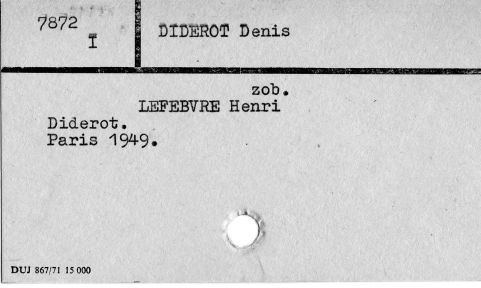 7872
I
DIDEROT Denis
zob.
LEFEBVRE Henri
Diderot.
Paris 1949.
DUJ 867/71 15 000